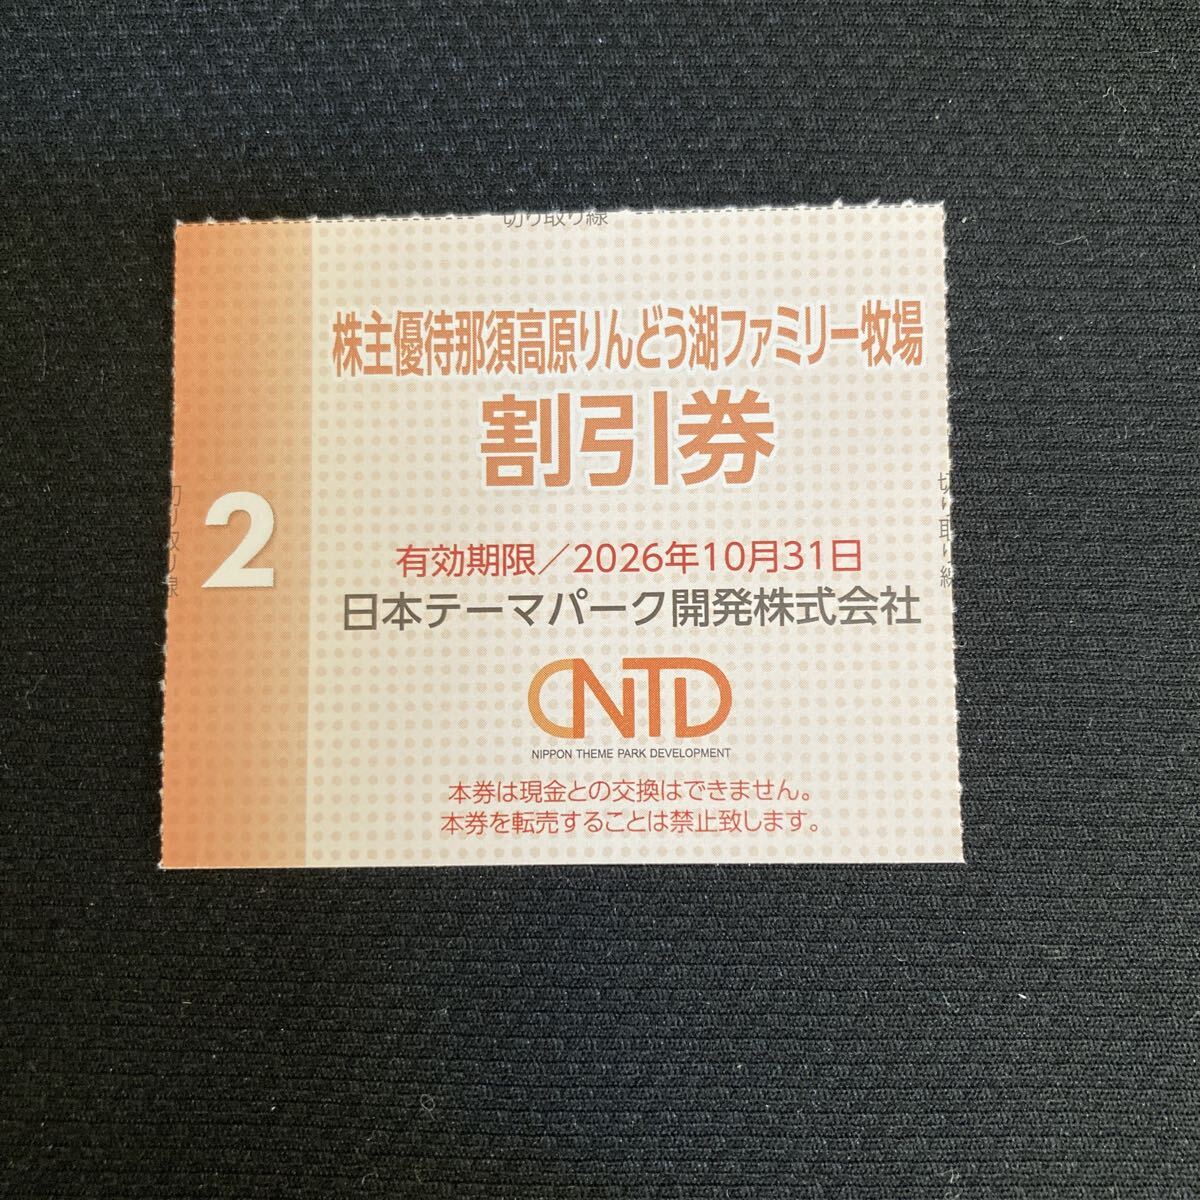 切り取り線
株主優待那須高原りんどう湖ファミリー牧場
割引券
切り取り線
2
切り取り線
有効期限／2026年10月31日
日本テーマパーク開発株式会社
NTD
NIPPON THEME PARK DEVELOPMENT
本券は現金との交換はできません。
本券を転売することは禁止致します。